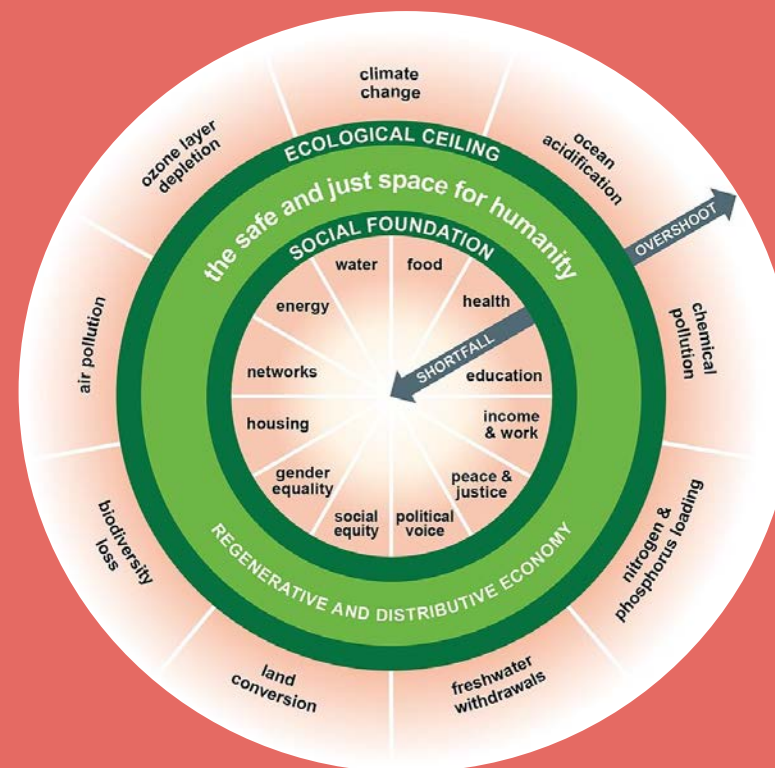 climate
change
ocean
acidification
chemical
pollution
nitrogen &
phosphorus loading
freshwater
withdrawals
land
conversion
biodiversity
loss
air pollution
ozone layer
depletion
ECOLOGICAL CEILING
the safe and just space for humanity
SOCIAL FOUNDATION
OVERSHOOT
SHORTFALL
water
food
health
education
income
& work
peace &
justice
political
voice
social
equity
gender
equality
housing
networks
energy
REGENERATIVE AND DISTRIBUTIVE ECONOMY